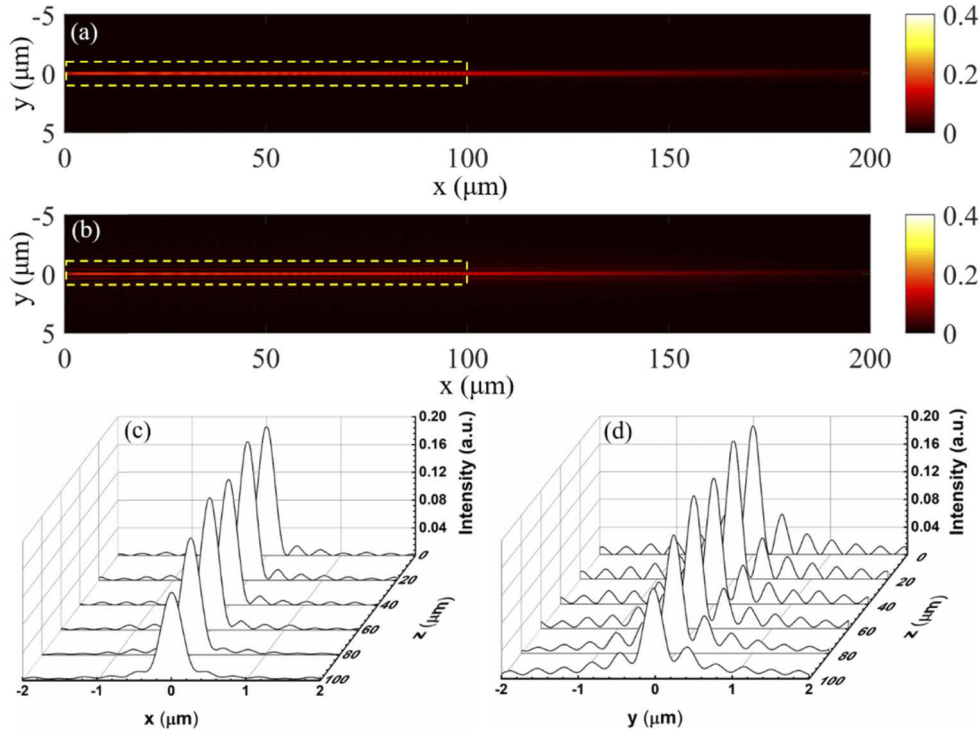 -5
(a)
0.4
y (μm)
0
0.2
5
0
0 50 100 150 200
x (μm)
-5
(b)
0.4
y (μm)
0
0.2
5
0
0 50 100 150 200
x (μm)
(c)
0.20
0.16
0.12
0.08
0.04
Intensity (a.u.)
0
20
40
60
80
100
z (μm)
-2 -1 0 1 2
x (μm)
(d)
0.20
0.16
0.12
0.08
0.04
Intensity (a.u.)
0
20
40
60
80
100
z (μm)
-2 -1 0 1 2
y (μm)